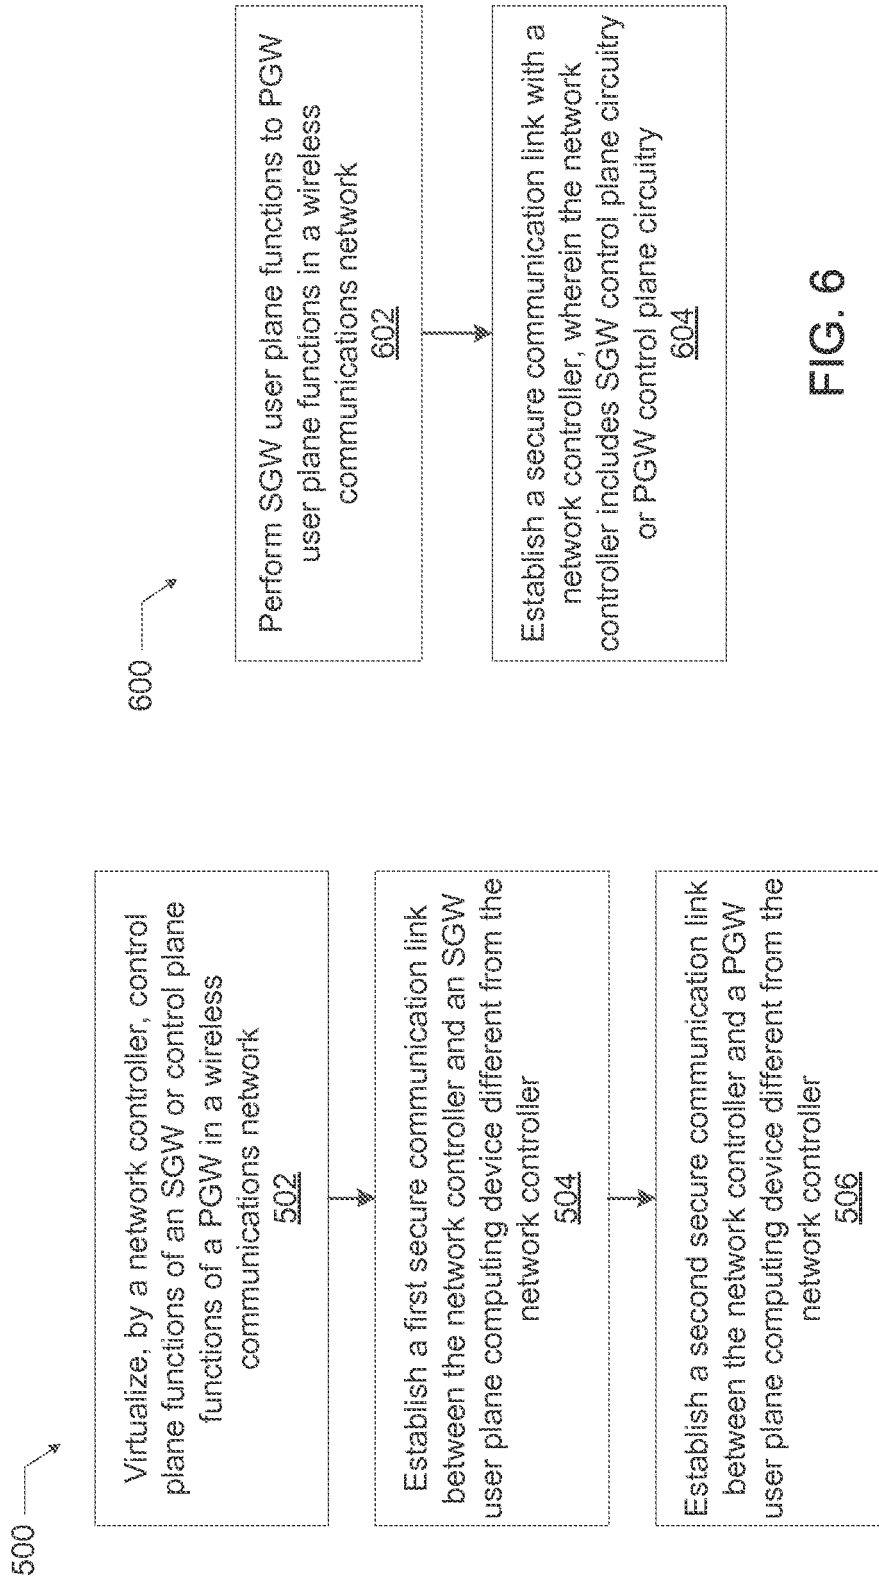 500
Virtualize, by a network controller, control
plane functions of an SGW or control plane
functions of a PGW in a wireless
communications network
502
Establish a first secure communication link
between the network controller and an SGW
user plane computing device different from the
network controller
504
Establish a second secure communication link
between the network controller and a PGW
user plane computing device different from the
network controller
506
600
Perform SGW user plane functions to PGW
user plane functions in a wireless
communications network
602
Establish a secure communication link with a
network controller, wherein the network
controller includes SGW control plane circuitry
or PGW control plane circuitry
604
FIG. 6